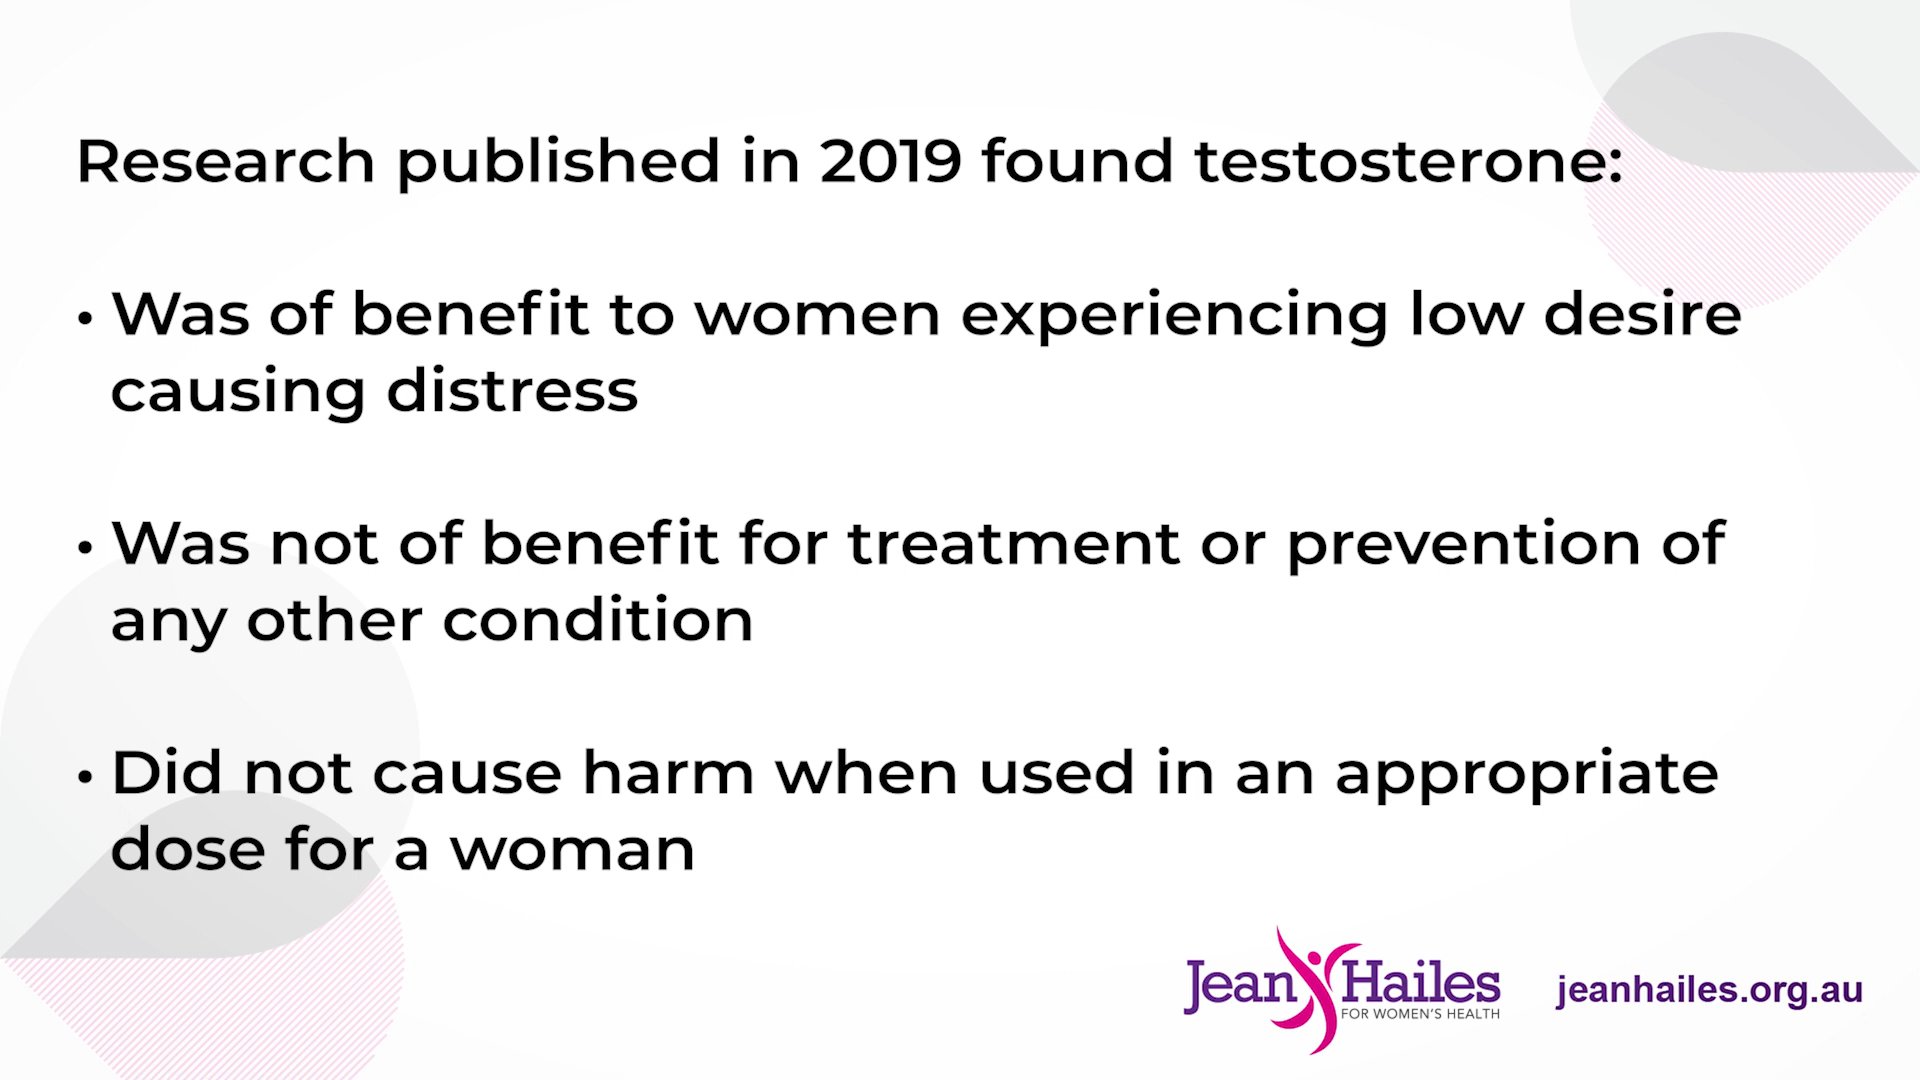 Research published in 2019 found testosterone:
• Was of benefit to women experiencing low desire
causing distress
• Was not of benefit for treatment or prevention of
any other condition
• Did not cause harm when used in an appropriate
dose for a woman
Jean Hailes
FOR WOMEN'S HEALTH
jeanhailes.org.au